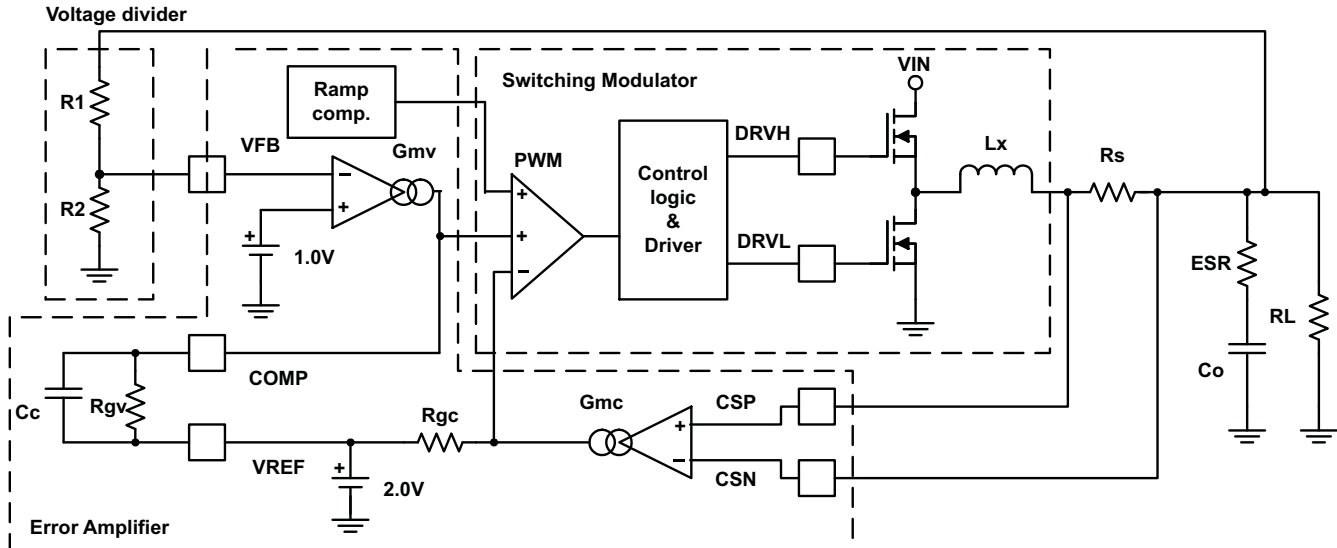 Voltage divider
R1
R2
VFB
Ramp
comp.
Gmv
1.0V
Switching Modulator
PWM
Control
logic
&
Driver
DRVH
DRVL
VIN
Lx
Rs
ESR
Co
RL
COMP
Cc
Rgv
VREF
Rgc
2.0V
Gmc
CSP
CSN
Error Amplifier
+
−
+
+
+
−
+
+
−